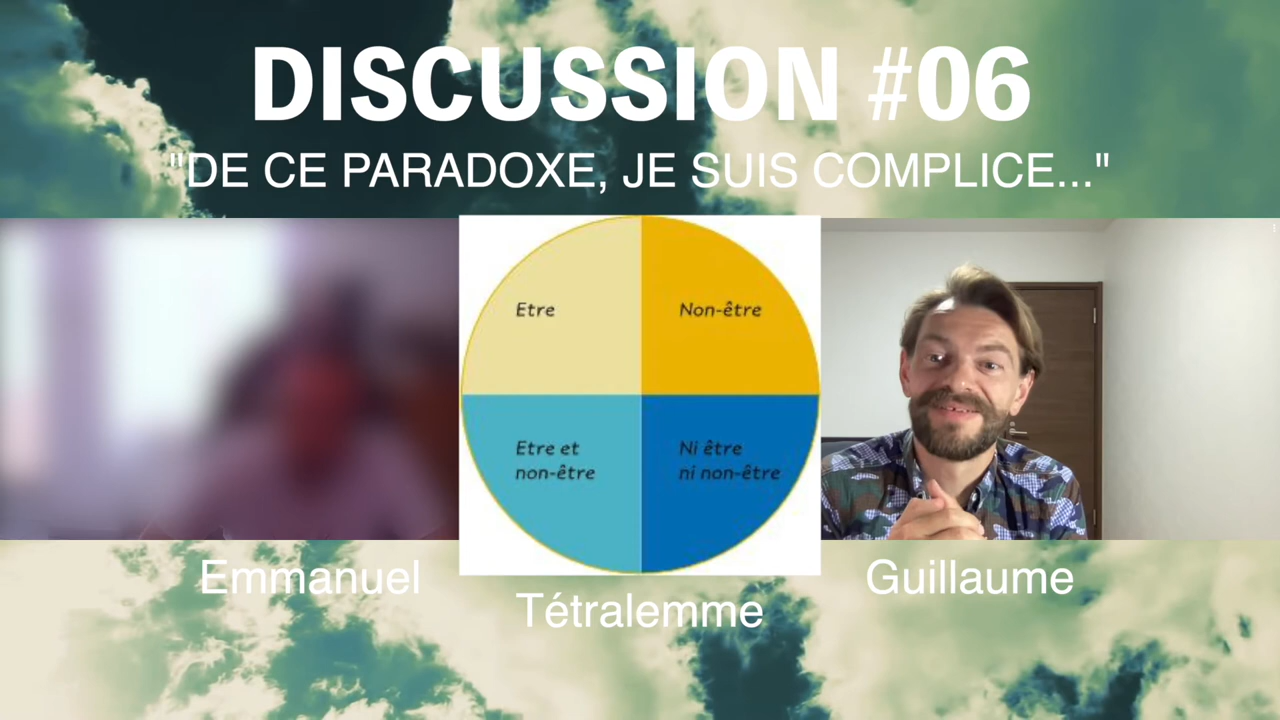 DISCUSSION #06
"DE CE PARADOXE, JE SUIS COMPLICE..."
Etre
Non-être
Etre et
non-être
Ni être
ni non-être
Emmanuel
Tétralemme
Guillaume